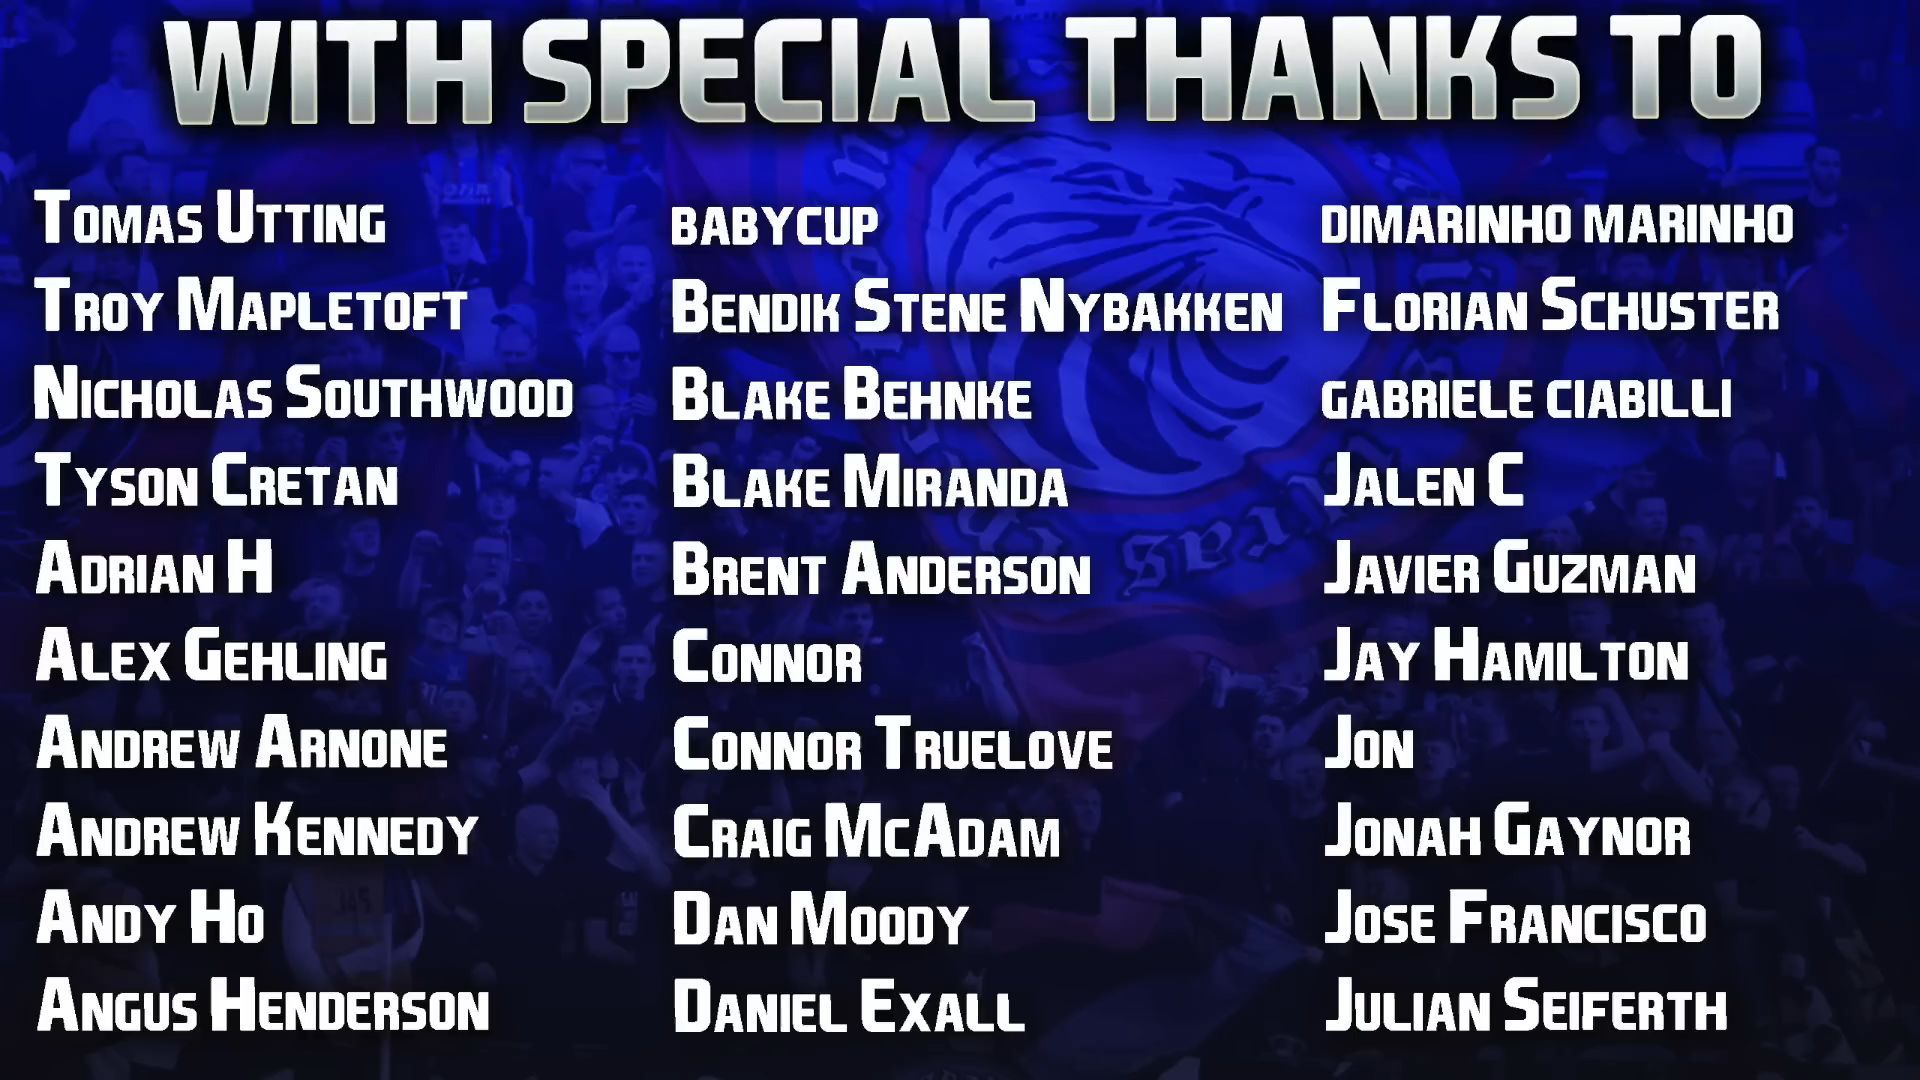 WITH SPECIAL THANKS TO
Tomas Utting
Troy Mapletoft
Nicholas Southwood
Tyson Cretan
Adrian H
Alex Gehling
Andrew Arnone
Andrew Kennedy
Andy Ho
Angus Henderson
babycup
Bendik Stene Nybakken
Blake Behnke
Blake Miranda
Brent Anderson
Connor
Connor Truelove
Craig McAdam
Dan Moody
Daniel Exall
dimarinho marinho
Florian Schuster
gabriele ciabilli
Jalen C
Javier Guzman
Jay Hamilton
Jon
Jonah Gaynor
Jose Francisco
Julian Seiferth